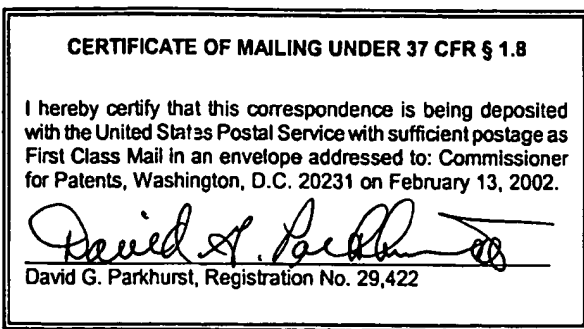 CERTIFICATE OF MAILING UNDER 37 CFR § 1.8
I hereby certify that this correspondence is being deposited
with the United States Postal Service with sufficient postage as
First Class Mail in an envelope addressed to: Commissioner
for Patents, Washington, D.C. 20231 on February 13, 2002.
David G. Parkhurst
David G. Parkhurst, Registration No. 29,422